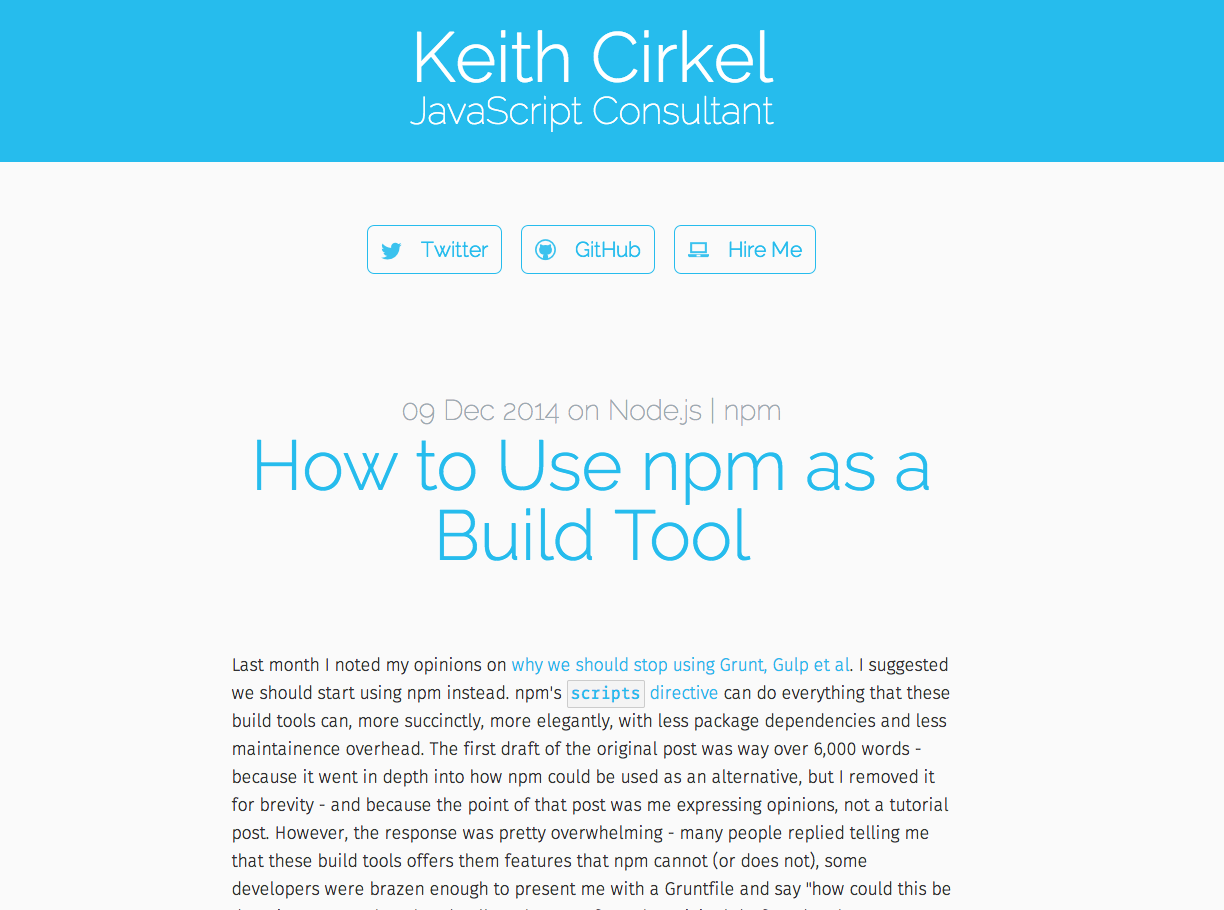 Keith Cirkel
JavaScript Consultant
Twitter
GitHub
Hire Me
09 Dec 2014 on Node.js | npm
How to Use npm as a
Build Tool
Last month I noted my opinions on why we should stop using Grunt, Gulp et al. I suggested
we should start using npm instead. npm's scripts directive can do everything that these
build tools can, more succinctly, more elegantly, with less package dependencies and less
maintainence overhead. The first draft of the original post was way over 6,000 words -
because it went in depth into how npm could be used as an alternative, but I removed it
for brevity - and because the point of that post was me expressing opinions, not a tutorial
post. However, the response was pretty overwhelming - many people replied telling me
that these build tools offers them features that npm cannot (or does not), some
developers were brazen enough to present me with a Gruntfile and say "how could this be